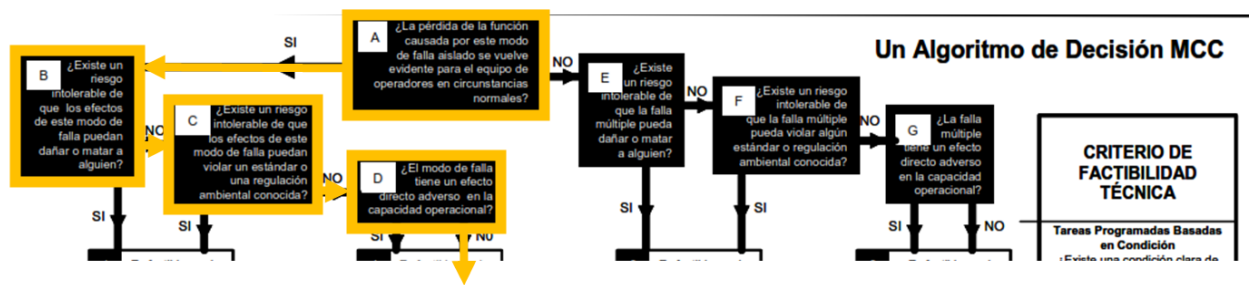 Un Algoritmo de Decisión MCC
A
¿La pérdida de la función
causada por este modo
de falla aislado se vuelve
evidente para el equipo de
operadores en circunstancias
normales?
SI
NO
B
¿Existe un
riesgo
intolerable de
que los efectos
de este modo de
falla puedan
dañar o matar a
alguien?
NO
SI
C
¿Existe un riesgo
intolerable de que
los efectos de este
modo de falla puedan
violar un estándar o
una regulación
ambiental conocida?
NO
SI
D
¿El modo de falla
tiene un efecto
directo adverso en la
capacidad operacional?
SI
NO
E
¿Existe
un riesgo
intolerable de
que la falla
múltiple pueda
dañar o matar
a alguien?
NO
SI
F
¿Existe un riesgo
intolerable de
que la falla múltiple
pueda violar algún
estándar o regulación
ambiental conocida?
NO
SI
G
¿La falla
múltiple
tiene un efecto
directo adverso
en la capacidad
operacional?
SI
NO
CRITERIO DE
FACTIBILIDAD
TÉCNICA
Tareas Programadas Basadas
en Condición
¿Existe una condición clara de